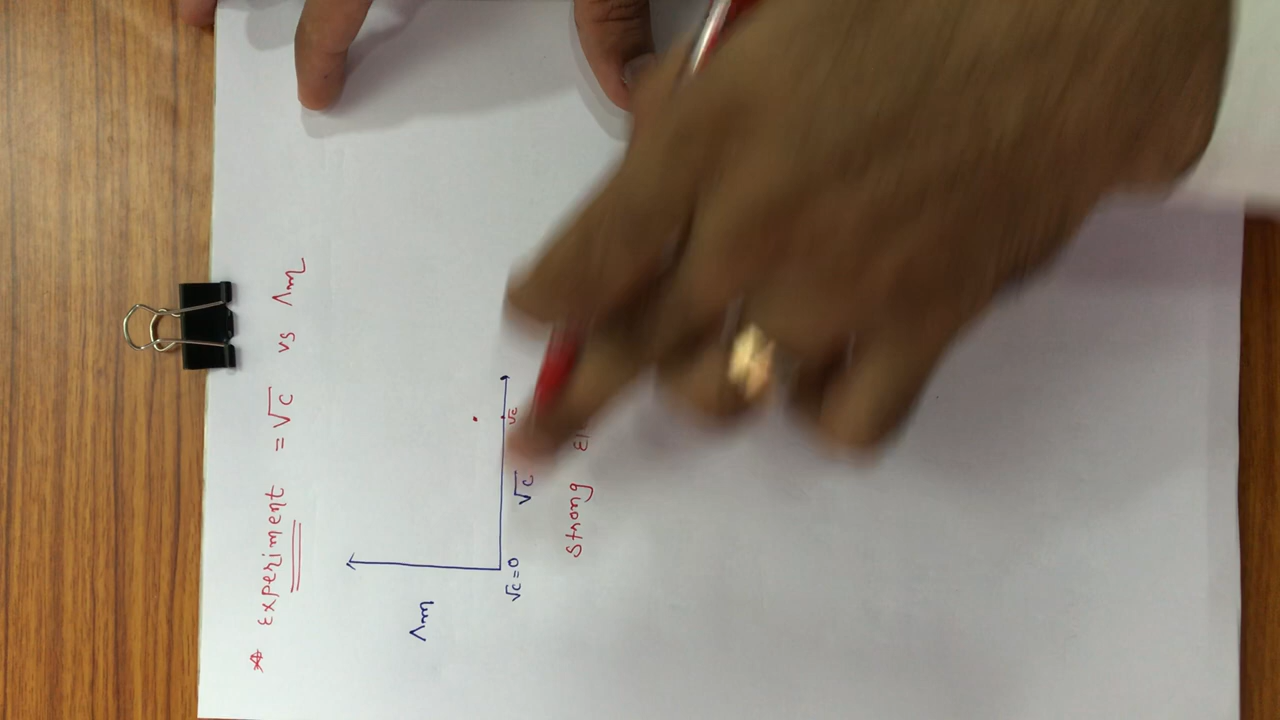 * Experiment = √c vs Λm
Λm
√c
√c = 0
√c
Strong